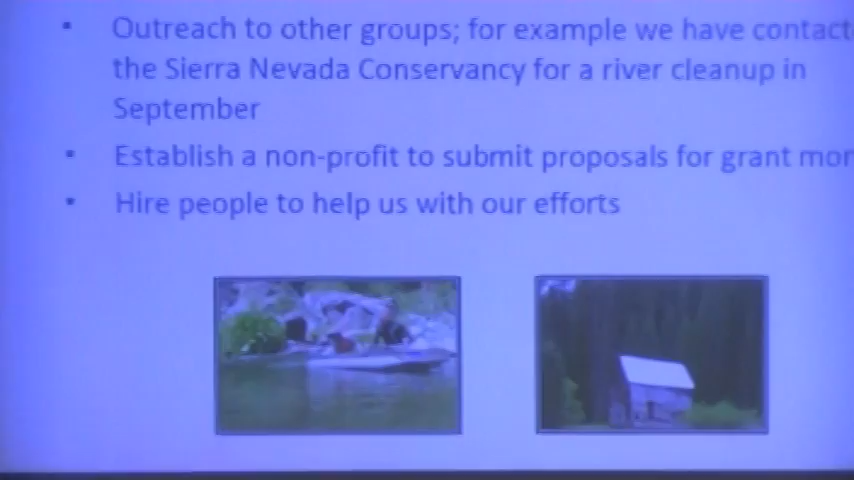 • Outreach to other groups; for example we have contact
the Sierra Nevada Conservancy for a river cleanup in
September
• Establish a non-profit to submit proposals for grant
• Hire people to help us with our efforts